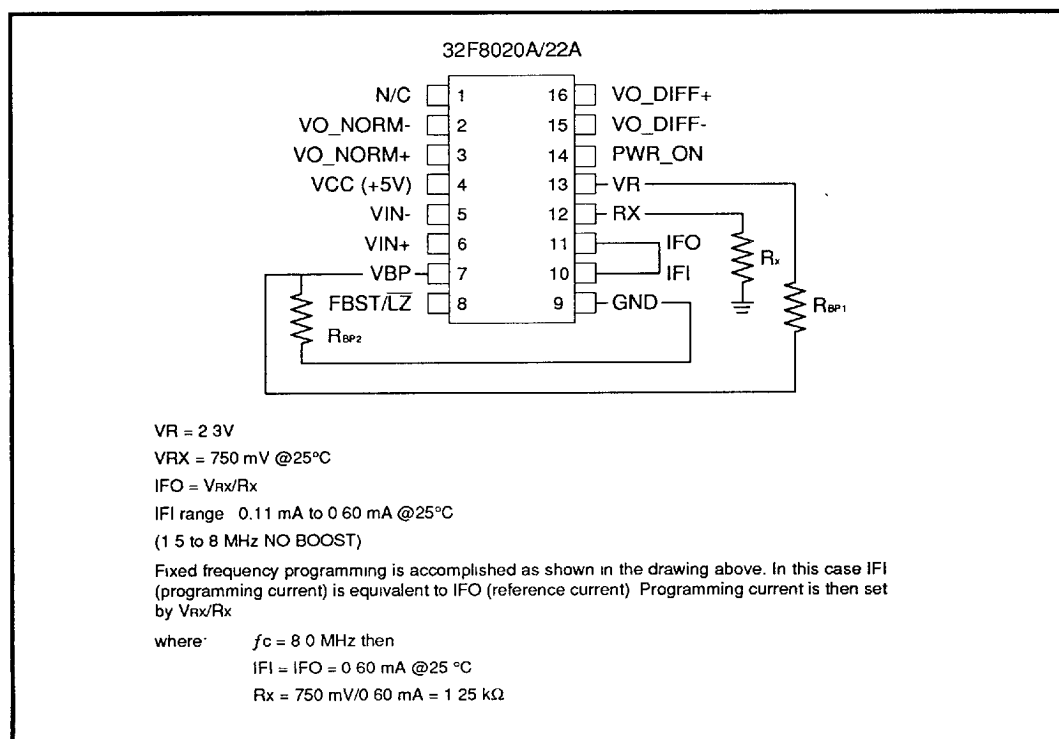 32F8020A/22A
N/C 1 16 VO_DIFF+
VO_NORM- 2 15 VO_DIFF-
VO_NORM+ 3 14 PWR_ON
VCC (+5V) 4 13 VR
VIN- 5 12 RX
VIN+ 6 11 IFO
VBP 7 10 IFI
FBST/L̅Z̅ 8 9 GND
Rx
RBP1
RBP2
VR = 2 3V
VRX = 750 mV @25°C
IFO = VRX/Rx
IFI range 0.11 mA to 0 60 mA @25°C
(1 5 to 8 MHz NO BOOST)
Fixed frequency programming is accomplished as shown in the drawing above. In this case IFI
(programming current) is equivalent to IFO (reference current) Programming current is then set
by VRX/Rx
where· fc = 8 0 MHz then
IFI = IFO = 0 60 mA @25 °C
Rx = 750 mV/0 60 mA = 1 25 kΩ